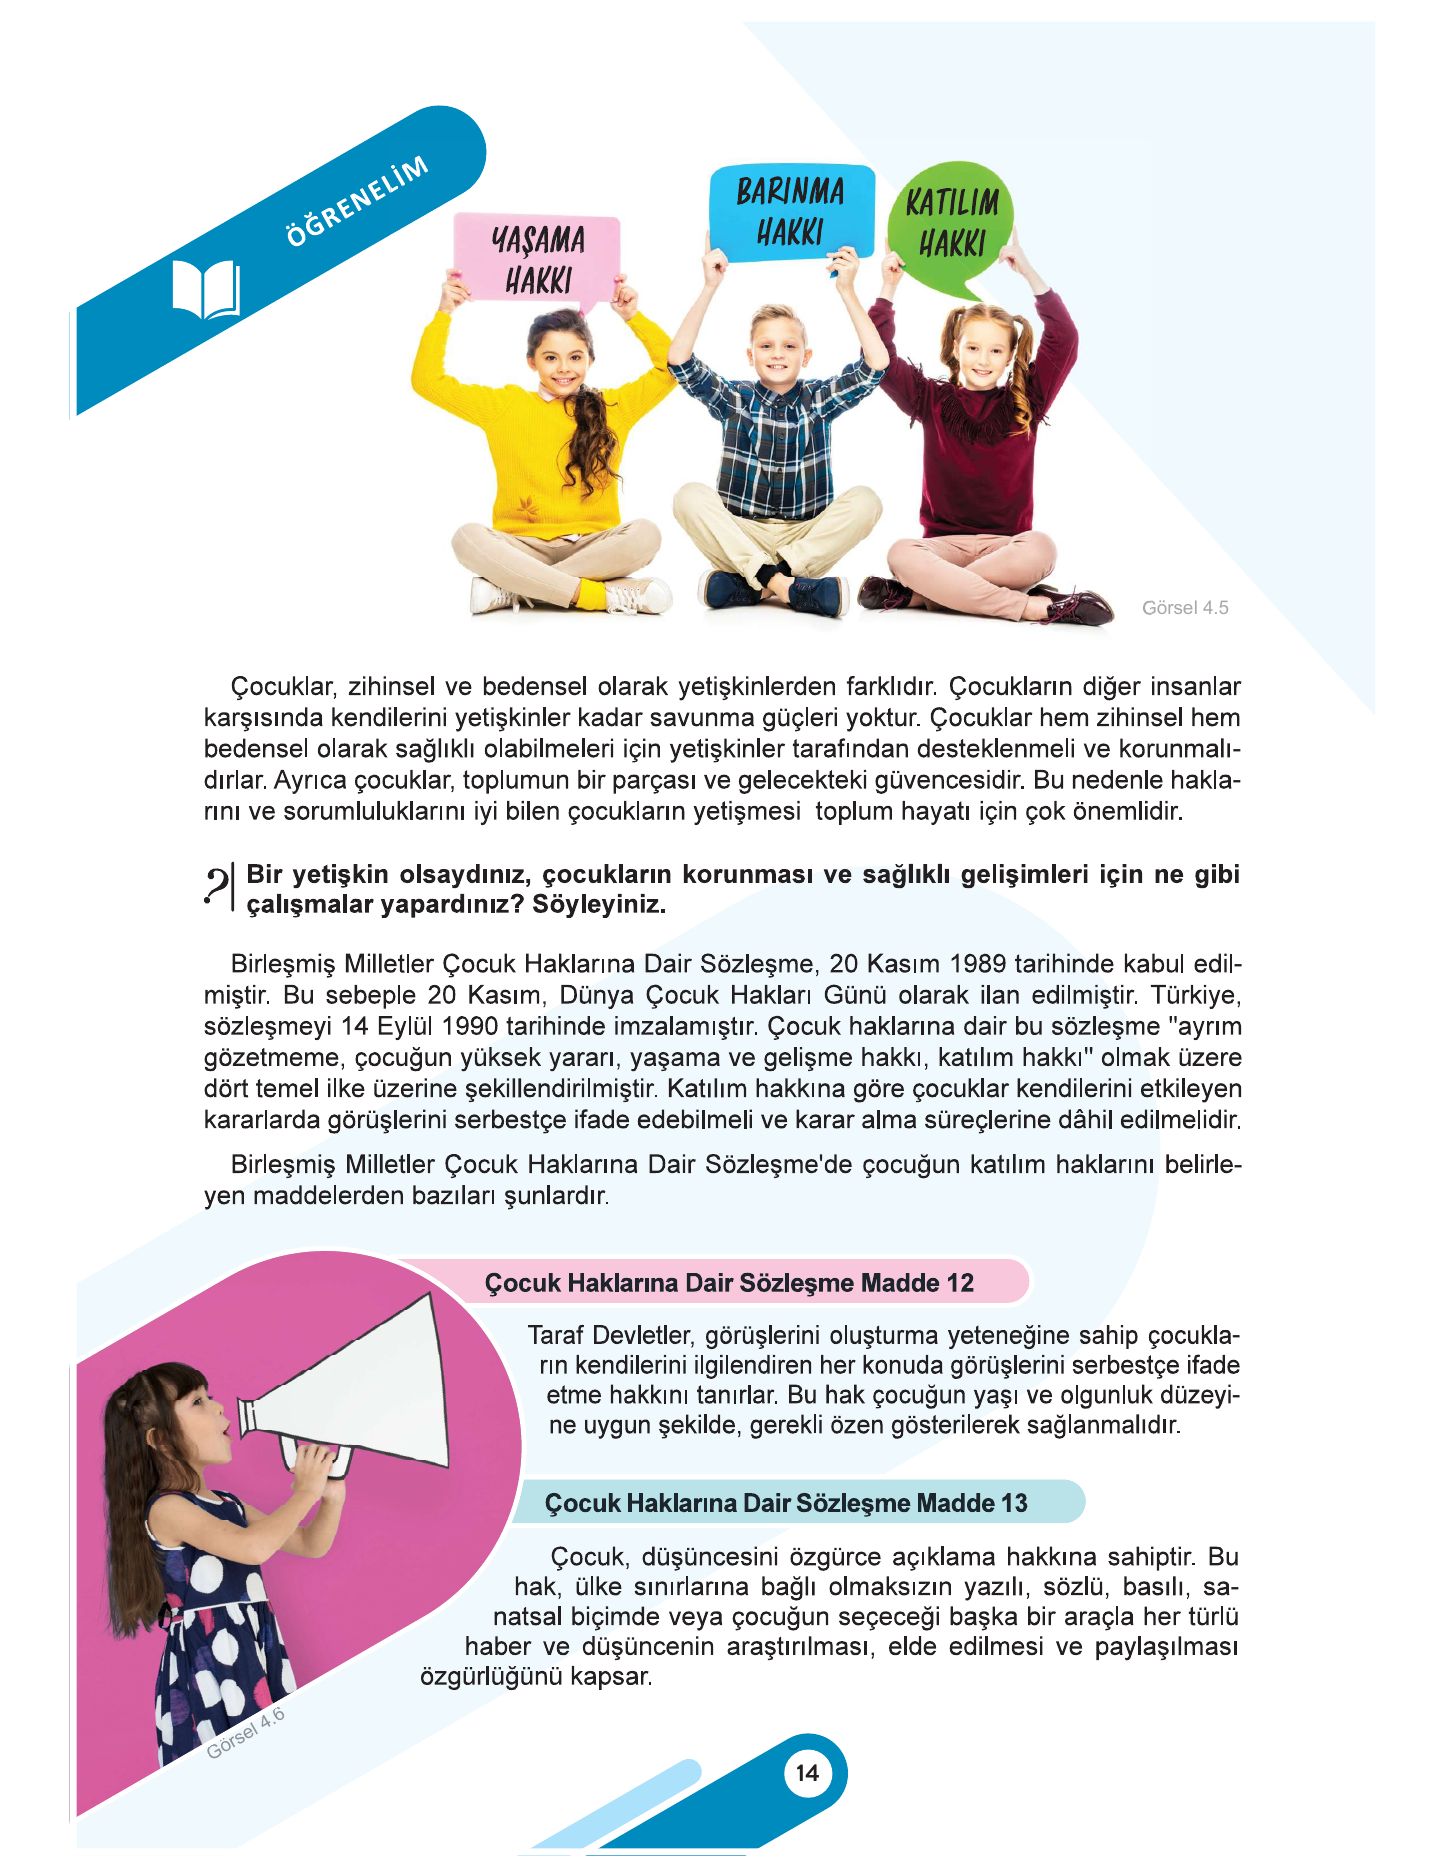 ÖĞRENELİM
YAŞAMA
HAKKI
BARINMA
HAKKI
KATILIM
HAKKI
Görsel 4.5
Çocuklar, zihinsel ve bedensel olarak yetişkinlerden farklıdır. Çocukların diğer insanlar
karşısında kendilerini yetişkinler kadar savunma güçleri yoktur. Çocuklar hem zihinsel hem
bedensel olarak sağlıklı olabilmeleri için yetişkinler tarafından desteklenmeli ve korunmalı-
dırlar. Ayrıca çocuklar, toplumun bir parçası ve gelecekteki güvencesidir. Bu nedenle hakla-
rını ve sorumluluklarını iyi bilen çocukların yetişmesi toplum hayatı için çok önemlidir.
?
Bir yetişkin olsaydınız, çocukların korunması ve sağlıklı gelişimleri için ne gibi
çalışmalar yapardınız? Söyleyiniz.
Birleşmiş Milletler Çocuk Haklarına Dair Sözleşme, 20 Kasım 1989 tarihinde kabul edil-
miştir. Bu sebeple 20 Kasım, Dünya Çocuk Hakları Günü olarak ilan edilmiştir. Türkiye,
sözleşmeyi 14 Eylül 1990 tarihinde imzalamıştır. Çocuk haklarına dair bu sözleşme "ayrım
gözetmeme, çocuğun yüksek yararı, yaşama ve gelişme hakkı, katılım hakkı" olmak üzere
dört temel ilke üzerine şekillendirilmiştir. Katılım hakkına göre çocuklar kendilerini etkileyen
kararlarda görüşlerini serbestçe ifade edebilmeli ve karar alma süreçlerine dâhil edilmelidir.
Birleşmiş Milletler Çocuk Haklarına Dair Sözleşme'de çocuğun katılım haklarını belirle-
yen maddelerden bazıları şunlardır.
Çocuk Haklarına Dair Sözleşme Madde 12
Taraf Devletler, görüşlerini oluşturma yeteneğine sahip çocukla-
rın kendilerini ilgilendiren her konuda görüşlerini serbestçe ifade
etme hakkını tanırlar. Bu hak çocuğun yaşı ve olgunluk düzeyi-
ne uygun şekilde, gerekli özen gösterilerek sağlanmalıdır.
Çocuk Haklarına Dair Sözleşme Madde 13
Çocuk, düşüncesini özgürce açıklama hakkına sahiptir. Bu
hak, ülke sınırlarına bağlı olmaksızın yazılı, sözlü, basılı, sa-
natsal biçimde veya çocuğun seçeceği başka bir araçla her türlü
haber ve düşüncenin araştırılması, elde edilmesi ve paylaşılması
özgürlüğünü kapsar.
Görsel 4.6
14